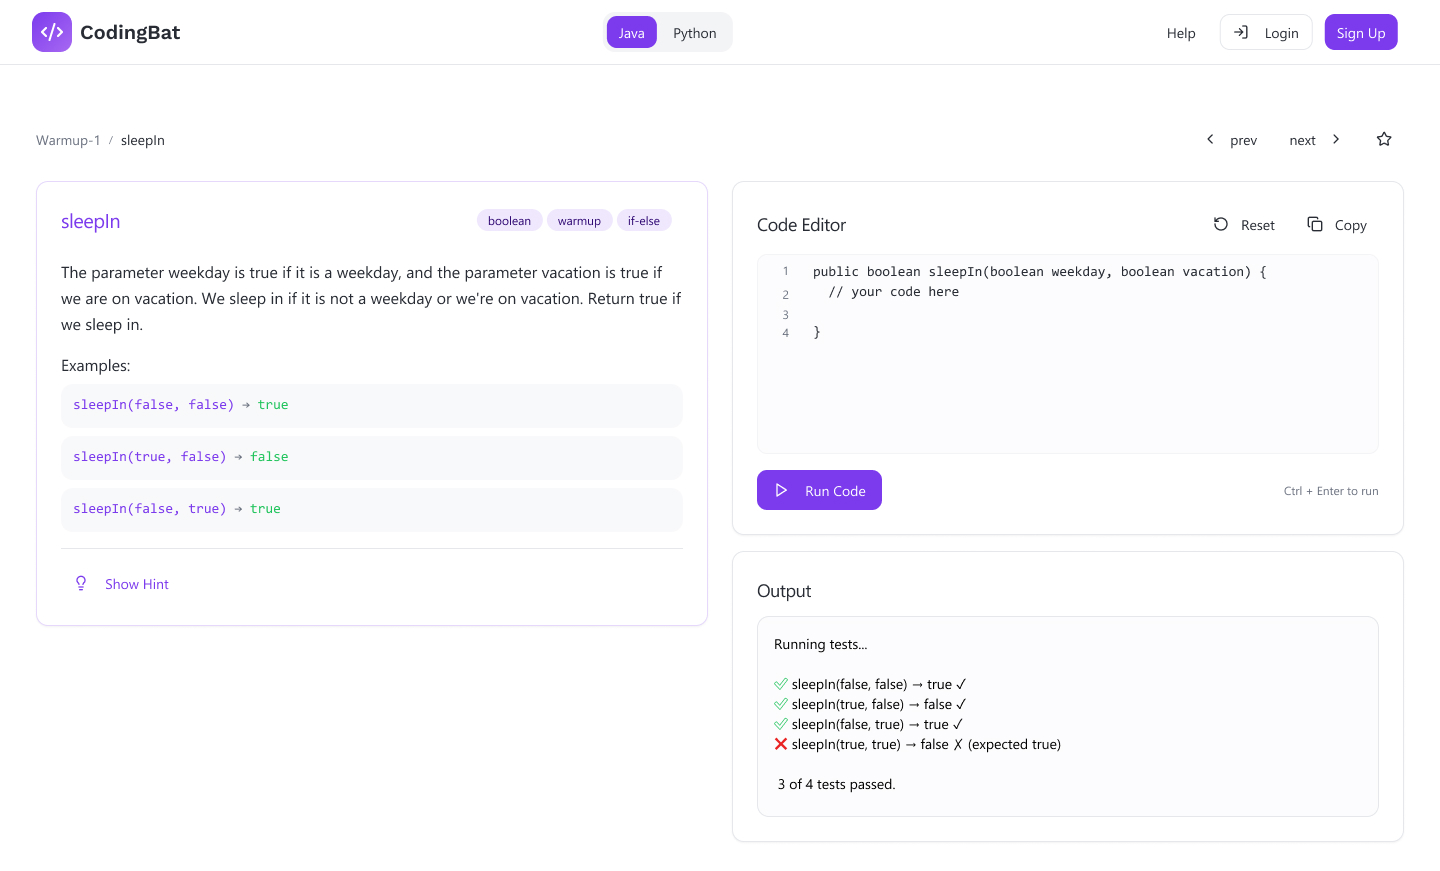 CodingBat
Java Python
Help Login Sign Up
Warmup-1 / sleepIn
prev next
sleepIn
boolean warmup if-else
The parameter weekday is true if it is a weekday, and the parameter vacation is true if
we are on vacation. We sleep in if it is not a weekday or we're on vacation. Return true if
we sleep in.
Examples:
sleepIn(false, false) → true
sleepIn(true, false) → false
sleepIn(false, true) → true
Show Hint
Code Editor
Reset Copy
1 public boolean sleepIn(boolean weekday, boolean vacation) {
2 // your code here
3
4 }
Run Code
Ctrl + Enter to run
Output
Running tests...
✅ sleepIn(false, false) → true ✓
✅ sleepIn(true, false) → false ✓
✅ sleepIn(false, true) → true ✓
❌ sleepIn(true, true) → false ✗ (expected true)
3 of 4 tests passed.